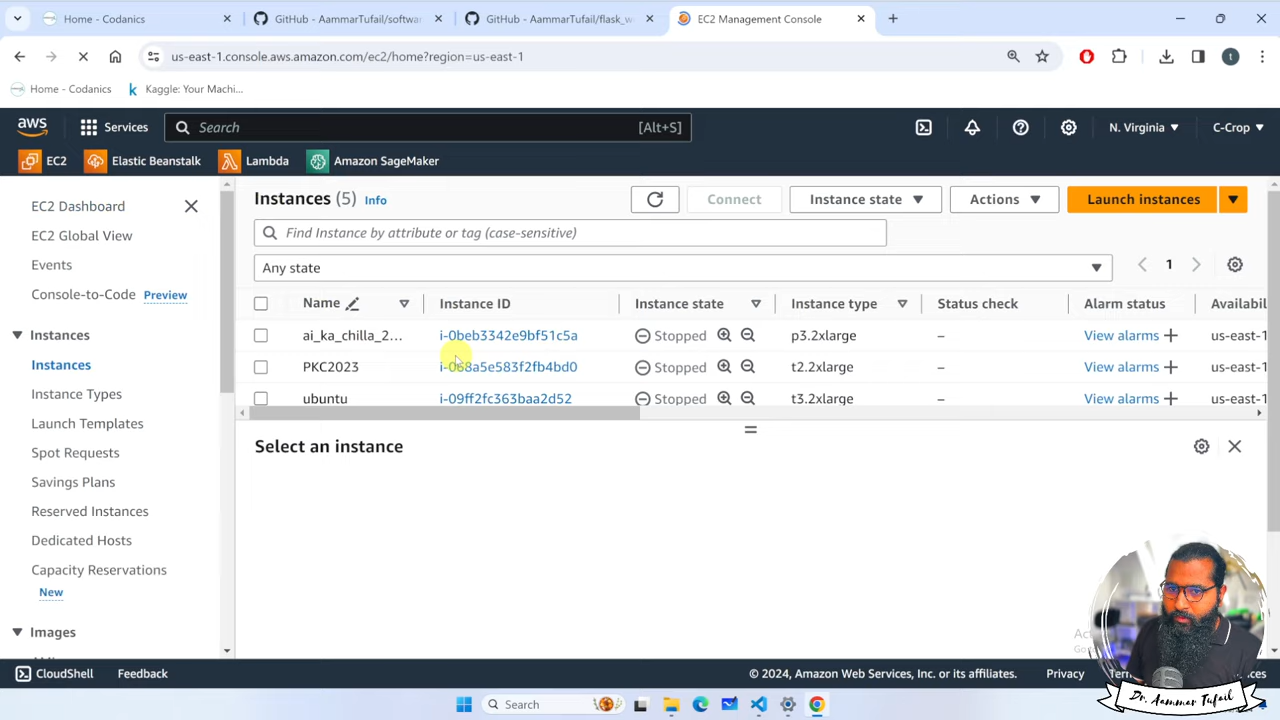 Home - Codanics
GitHub - AammarTufail/softwar
GitHub - AammarTufail/flask_w
EC2 Management Console
us-east-1.console.aws.amazon.com/ec2/home?region=us-east-1
t
Home - Codanics
Kaggle: Your Machi...
aws
Services
Search
[Alt+S]
N. Virginia
C-Crop
EC2
Elastic Beanstalk
Lambda
Amazon SageMaker
EC2 Dashboard
EC2 Global View
Events
Console-to-Code Preview
Instances
Instances
Instance Types
Launch Templates
Spot Requests
Savings Plans
Reserved Instances
Dedicated Hosts
Capacity Reservations
New
Images
Instances (5) Info
Connect
Instance state
Actions
Launch instances
Find Instance by attribute or tag (case-sensitive)
Any state
1
Name Instance ID Instance state Instance type Status check Alarm status Availabil
ai_ka_chilla_2... i-0beb3342e9bf51c5a Stopped p3.2xlarge – View alarms us-east-1
PKC2023 i-068a5e583f2fb4bd0 Stopped t2.2xlarge – View alarms us-east-1
ubuntu i-09ff2fc363baa2d52 Stopped t3.2xlarge – View alarms us-east-1
Select an instance
CloudShell
Feedback
© 2024, Amazon Web Services, Inc. or its affiliates.
Privacy
Search
Dr. Aammar Tufail